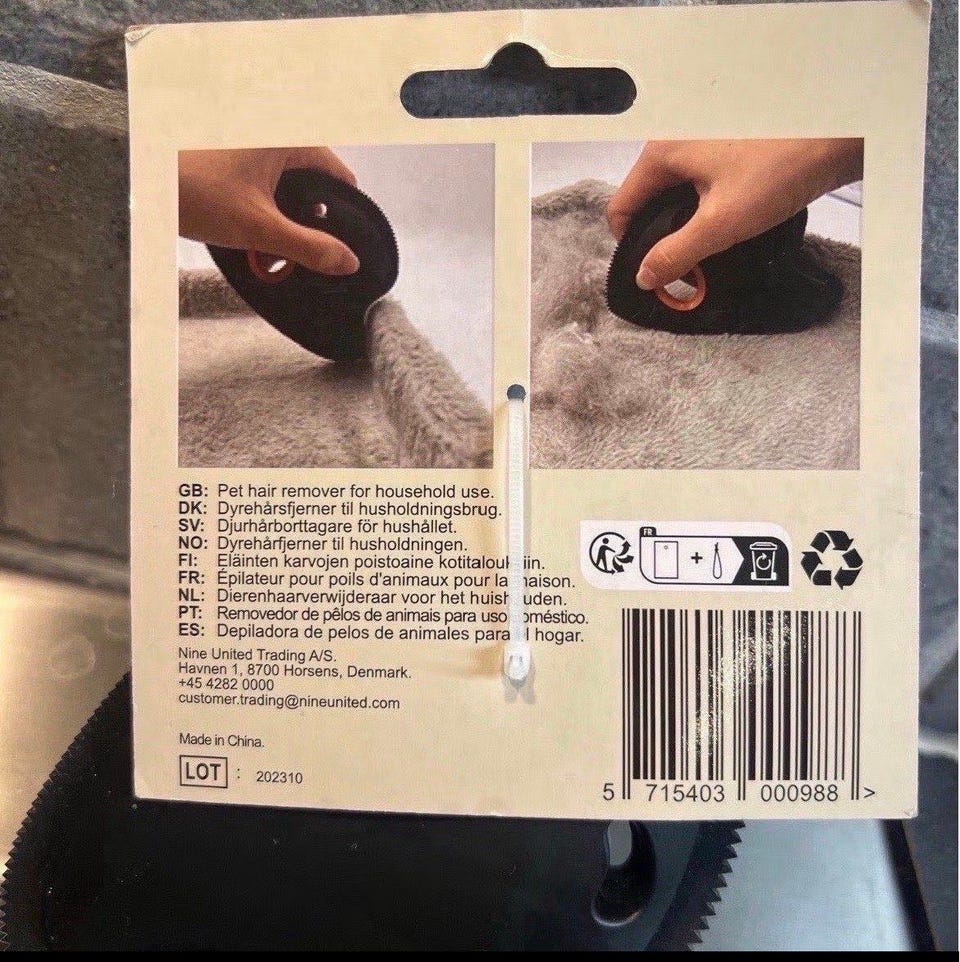 GB: Pet hair remover for household use.
DK: Dyrehårsfjerner til husholdningsbrug.
SV: Djurhårborttagare för hushållet.
NO: Dyrehårfjerner til husholdningen.
FI: Eläinten karvojen poistoaine
FR: Épilateur pour poils d'animaux pour la maison.
NL: Dierenhaarverwijderaar voor het
PT: Removedor de pêlos de animais para uso doméstico.
ES: Depiladora de pelos de animales para hogar.
Nine United Trading A/S.
Havnen 1, 8700 Horsens, Denmark.
+45 4282 0000
customer.trading@nineunited.com
Made in China.
LOT : 202310
FR
+
5 715403 000988 >